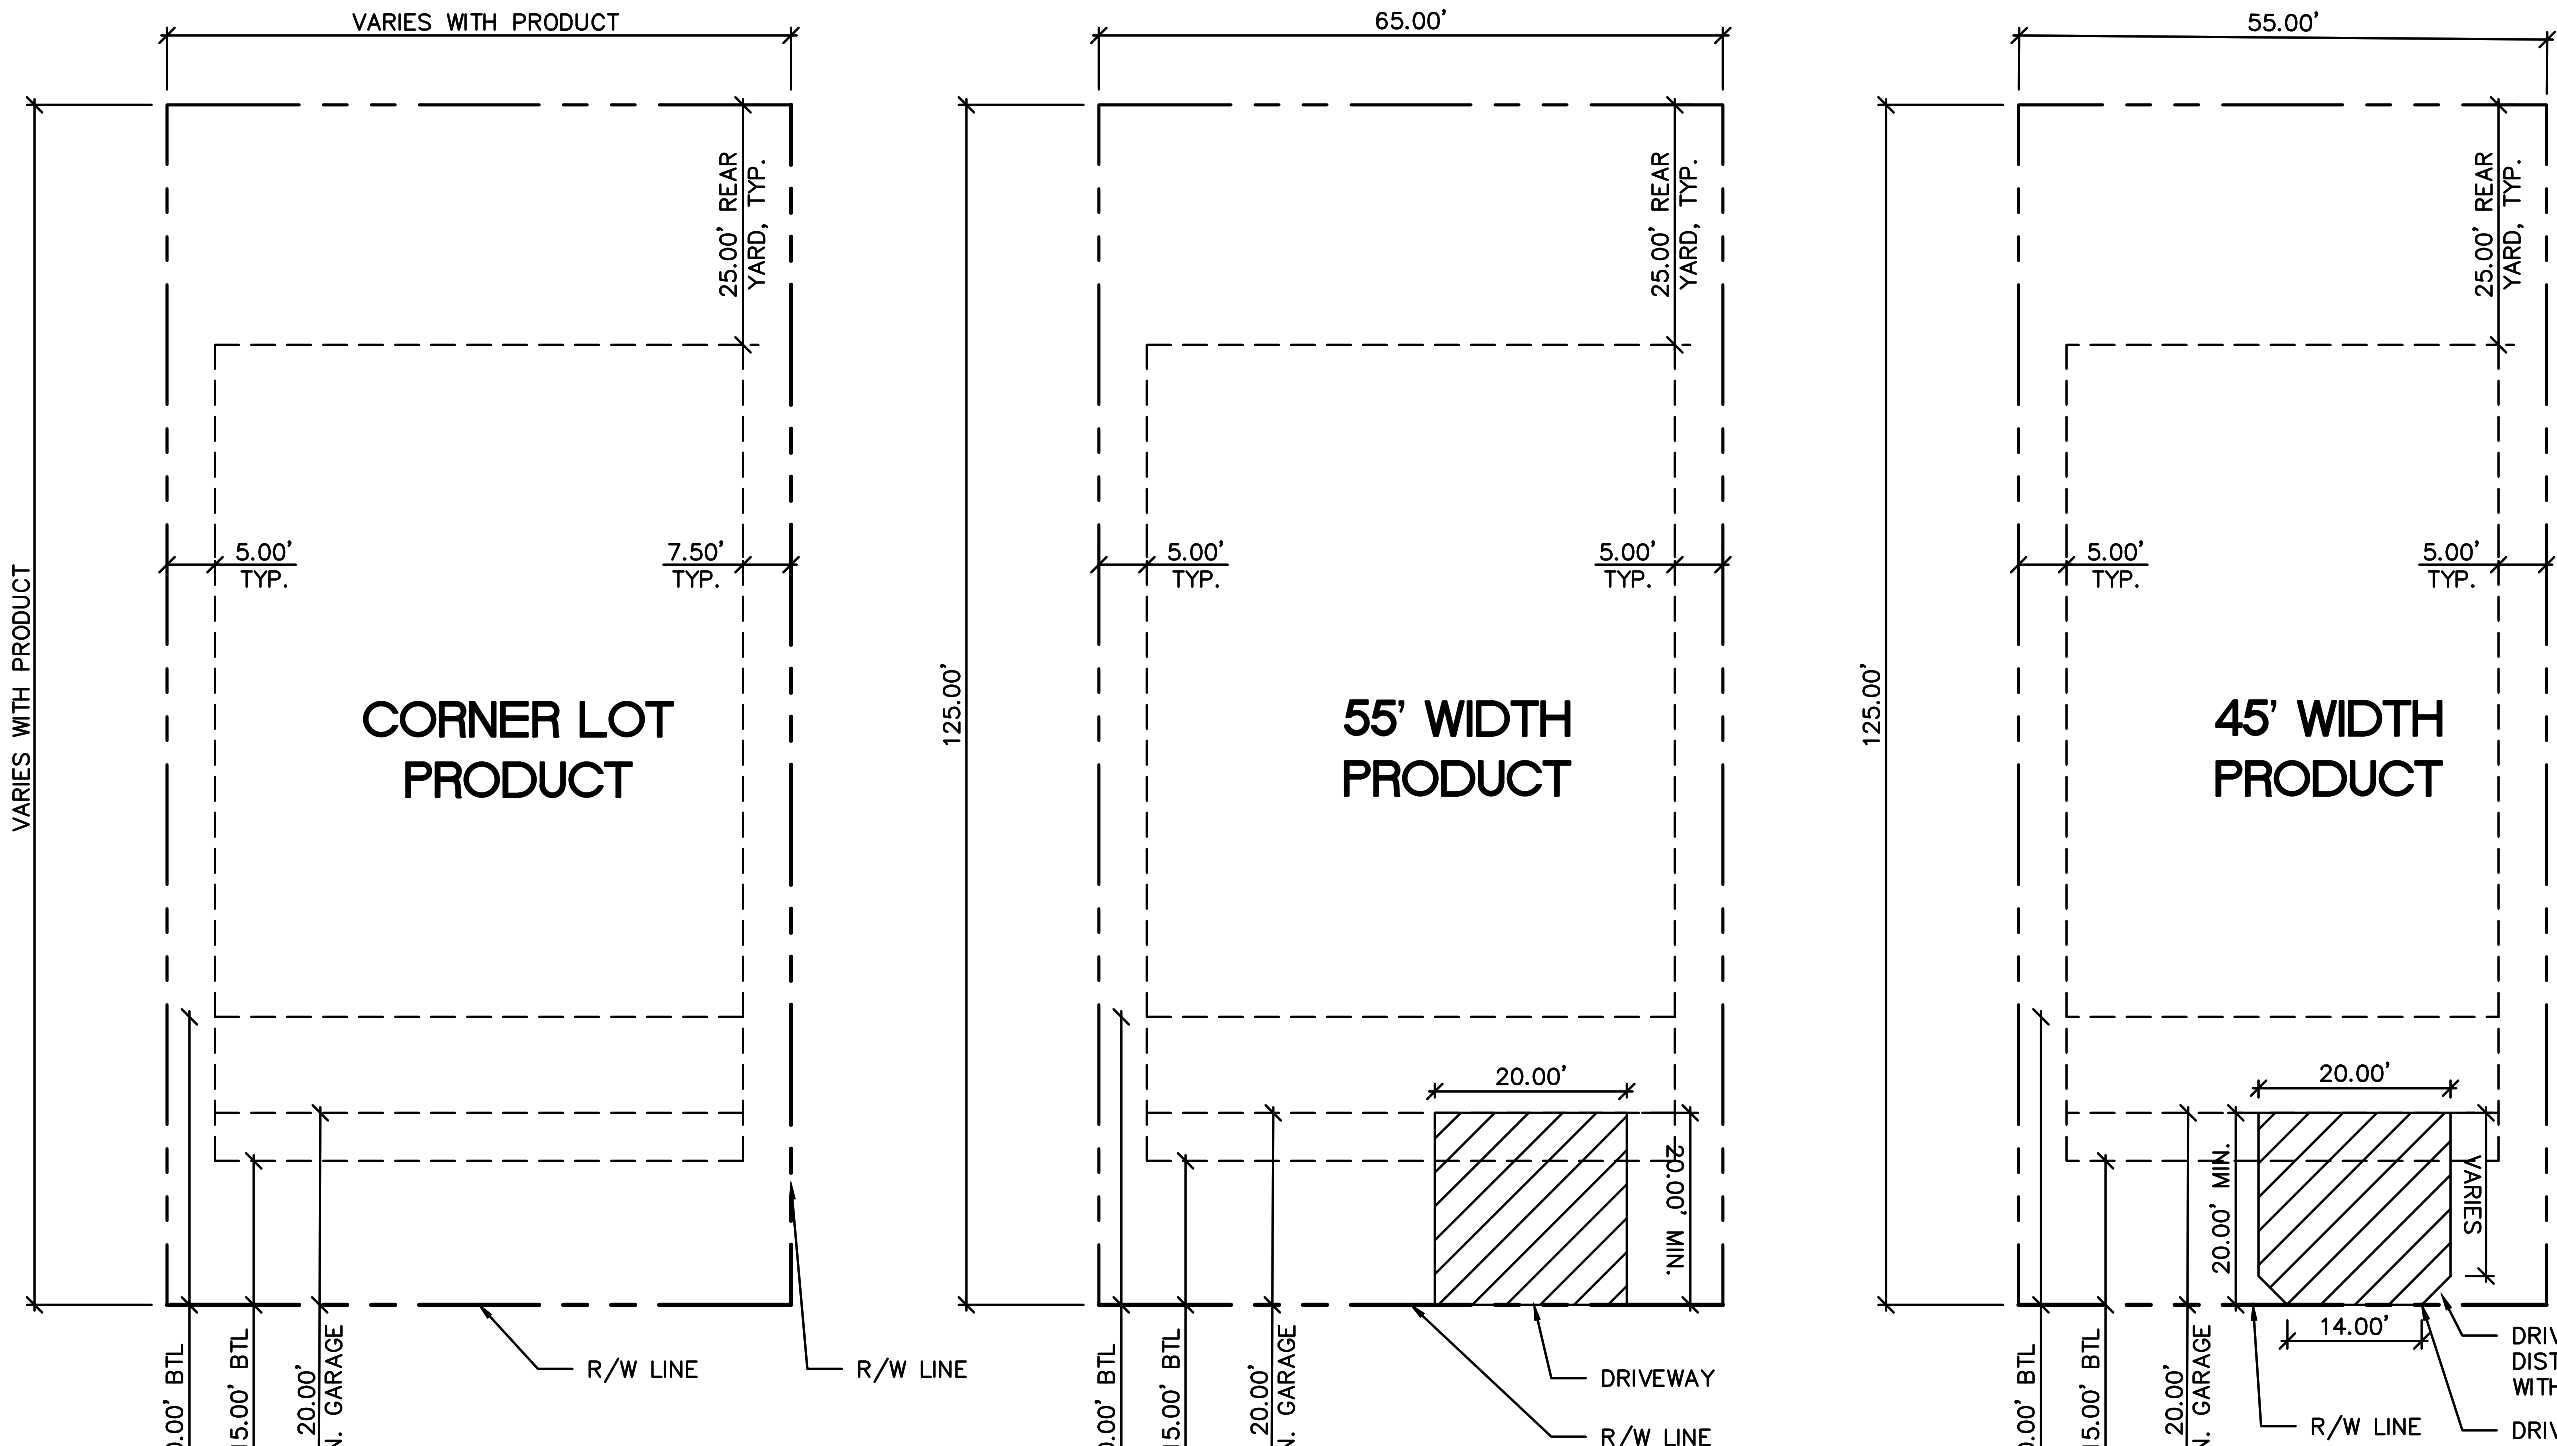 VARIES WITH PRODUCT
VARIES WITH PRODUCT
25.00' REAR
YARD, TYP.
5.00'
TYP.
7.50'
TYP.
CORNER LOT
PRODUCT
15.00' BTL
20.00'
GARAGE
BTL
R/W LINE
R/W LINE
65.00'
125.00'
25.00' REAR
YARD, TYP.
5.00'
TYP.
5.00'
TYP.
55' WIDTH
PRODUCT
20.00'
20.00' MIN.
BTL
15.00' BTL
20.00'
GARAGE
DRIVEWAY
R/W LINE
55.00'
125.00'
25.00' REAR
YARD, TYP.
5.00'
TYP.
5.00'
TYP.
45' WIDTH
PRODUCT
20.00'
20.00' MIN.
VARIES
14.00'
BTL
15.00' BTL
20.00'
GARAGE
R/W LINE